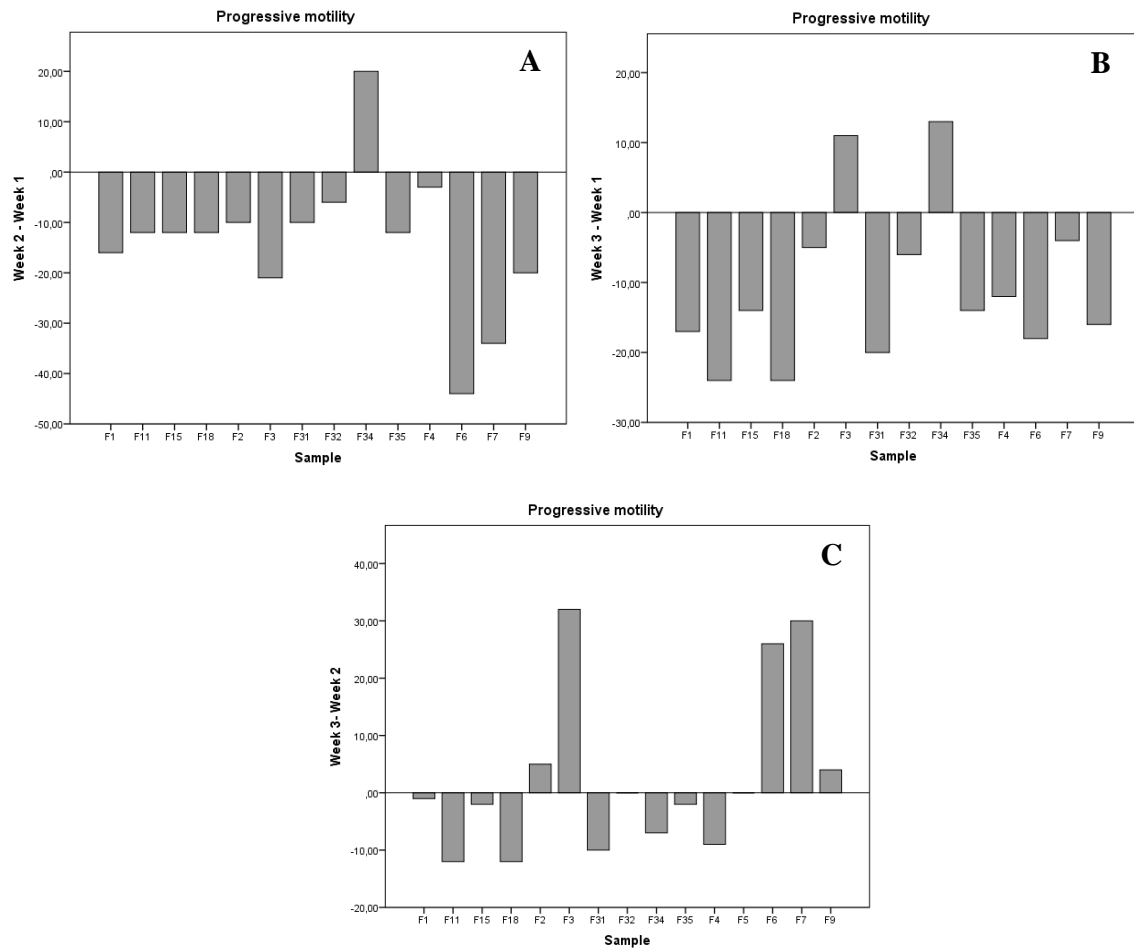 Progressive motility
A
Week 2 - Week 1
20,00
10,00
,00
-10,00
-20,00
-30,00
-40,00
-50,00
F1 F11 F15 F18 F2 F3 F31 F32 F34 F35 F4 F6 F7 F9
Sample
Progressive motility
B
Week 3 - Week 1
20,00
10,00
,00
-10,00
-20,00
-30,00
F1 F11 F15 F18 F2 F3 F31 F32 F34 F35 F4 F6 F7 F9
Sample
Progressive motility
C
Week 3- Week 2
40,00
30,00
20,00
10,00
,00
-10,00
-20,00
F1 F11 F15 F18 F2 F3 F31 F32 F34 F35 F4 F5 F6 F7 F9
Sample